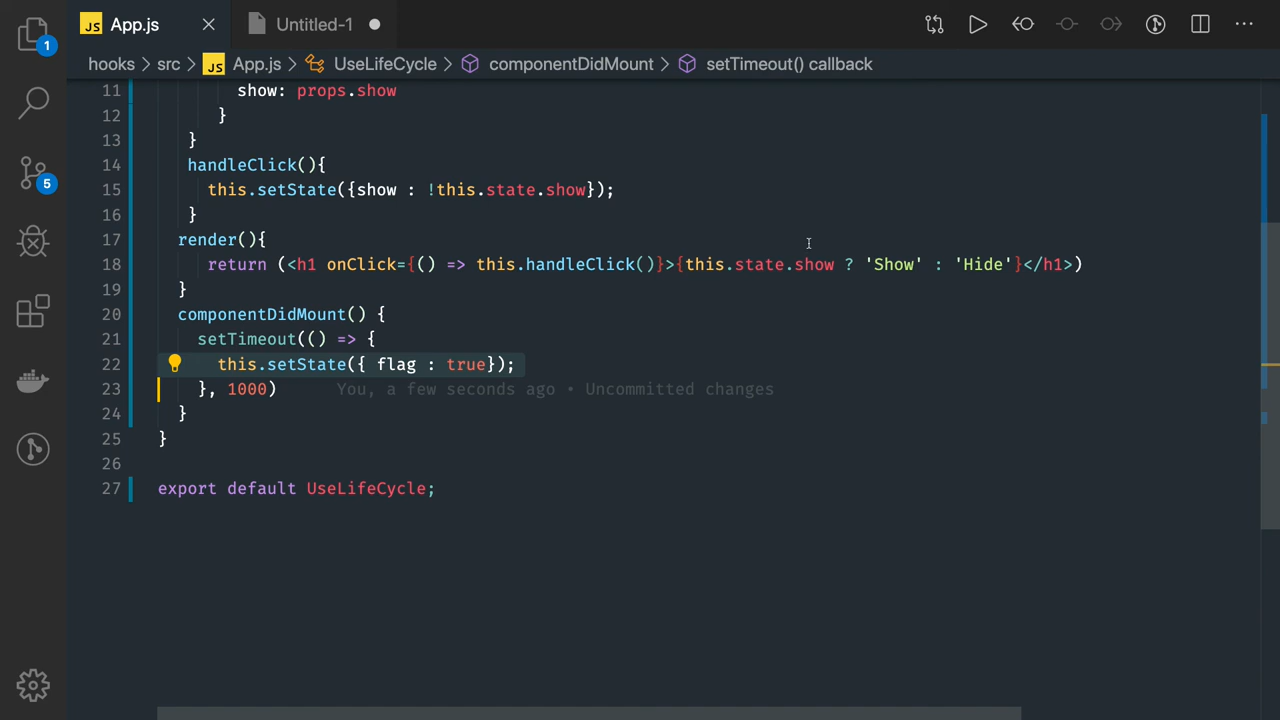 JS App.js × Untitled-1
1
hooks > src > JS App.js > UseLifeCycle > componentDidMount > setTimeout() callback
11 show: props.show
12 }
13 }
14 handleClick(){
15 this.setState({show : !this.state.show});
16 }
17 render(){
18 return (<h1 onClick={() => this.handleClick()}>{this.state.show ? 'Show' : 'Hide'}</h1>)
19 }
20 componentDidMount() {
21 setTimeout(() => {
22 this.setState({ flag : true});
23 }, 1000) You, a few seconds ago • Uncommitted changes
24 }
25 }
26
27 export default UseLifeCycle;
5